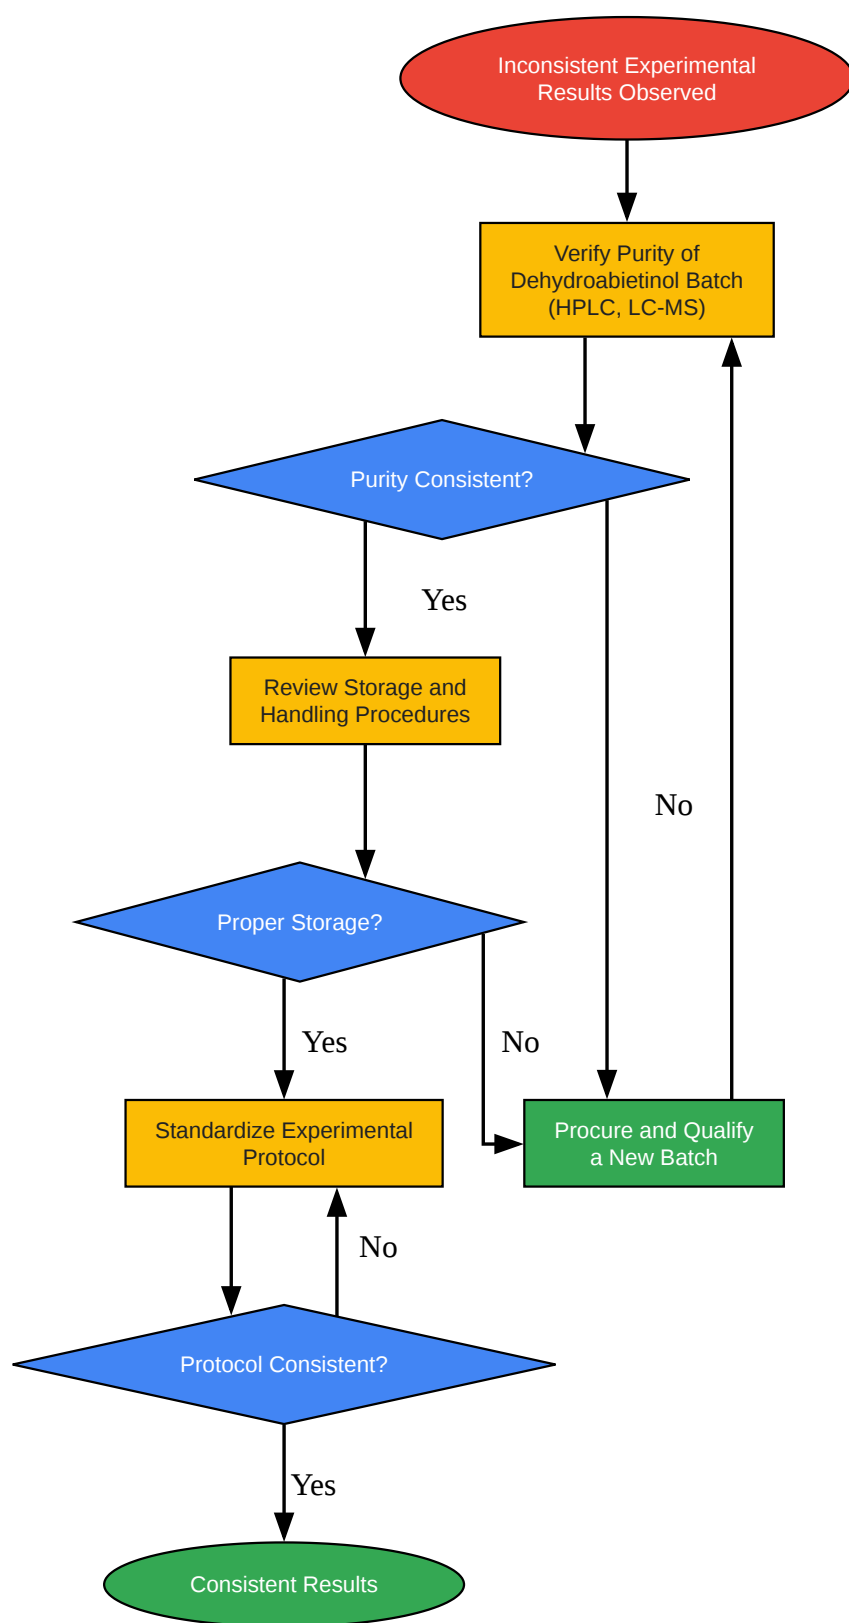 Inconsistent Experimental
Results Observed
Verify Purity of
Dehydroabietinol Batch
(HPLC, LC-MS)
Purity Consistent?
Yes
Review Storage and
Handling Procedures
No
Proper Storage?
Yes
No
Standardize Experimental
Protocol
Procure and Qualify
a New Batch
No
Protocol Consistent?
Yes
Consistent Results